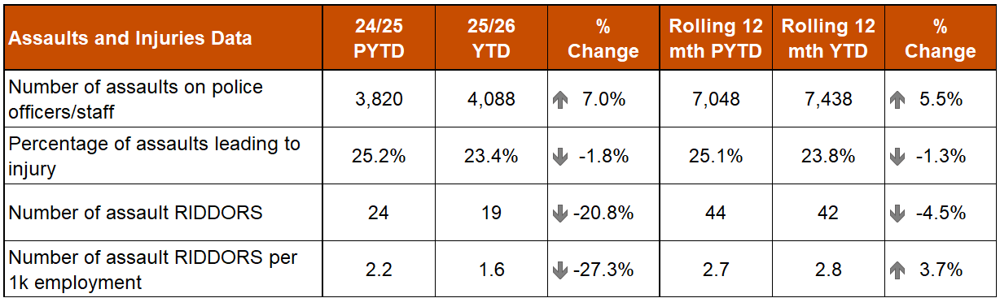 Assaults and Injuries Data
24/25
PYTD
25/26
YTD
%
Change
Rolling 12
mth PYTD
Rolling 12
mth YTD
%
Change
Number of assaults on police
officers/staff
3,820
4,088
7.0%
7,048
7,438
5.5%
Percentage of assaults leading to
injury
25.2%
23.4%
-1.8%
25.1%
23.8%
-1.3%
Number of assault RIDDORS
24
19
-20.8%
44
42
-4.5%
Number of assault RIDDORS per
1k employment
2.2
1.6
-27.3%
2.7
2.8
3.7%